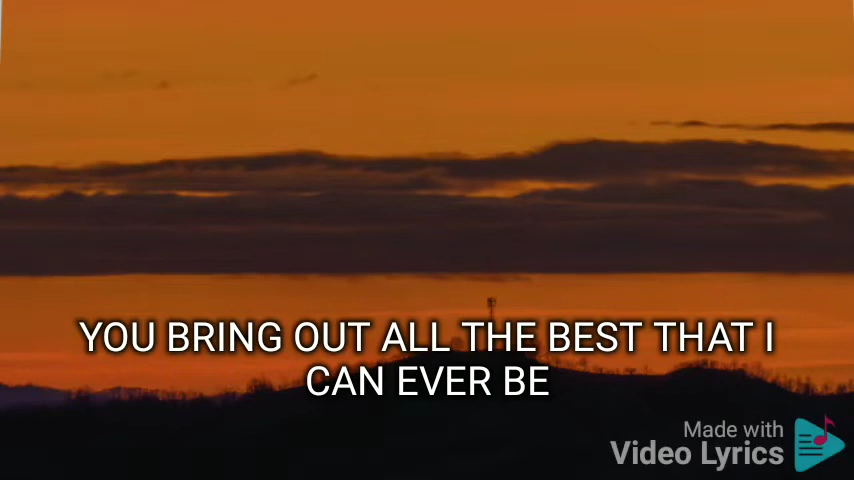 YOU BRING OUT ALL THE BEST THAT I
CAN EVER BE
Made with
Video Lyrics